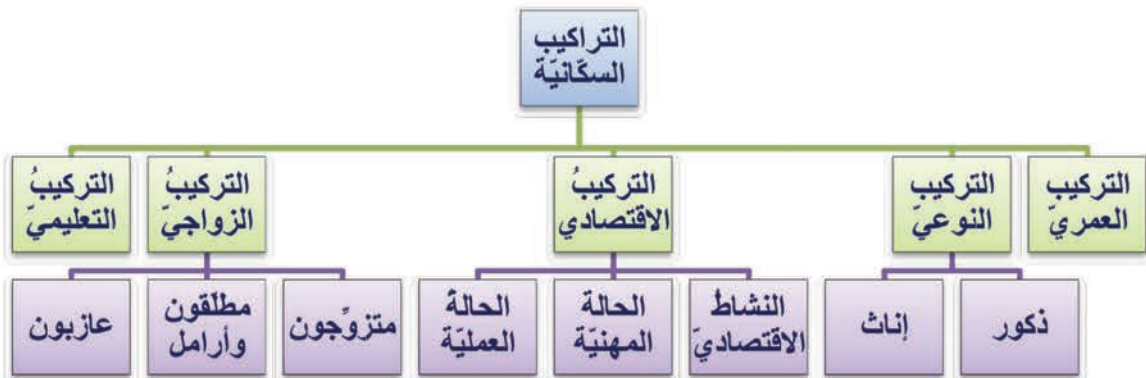 التراكيب
السكّانيّة
التركيب
العمريّ
التركيب
النوعيّ
التركيبُ
الاقتصادي
التركيبُ
الزواجيّ
التركيبُ
التعليميّ
ذكور
إناث
النشاطُ
الاقتصاديّ
الحالة
المهنيّة
الحالةُ
العمليّة
متزوِّجون
مطلّقون
وأرامل
عازبون